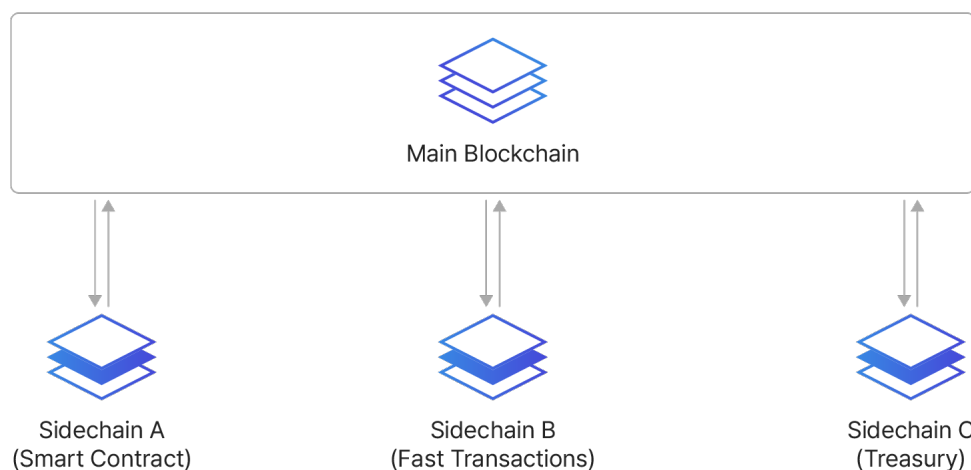 Main Blockchain
Sidechain A
(Smart Contract)
Sidechain B
(Fast Transactions)
Sidechain C
(Treasury)